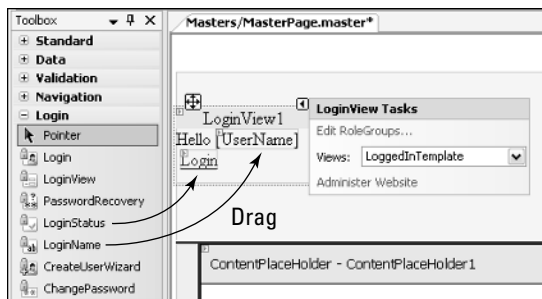 Toolbox
Masters/MasterPage.master*
Standard
Data
Validation
Navigation
Login
Pointer
Login
LoginView
PasswordRecovery
LoginStatus
LoginName
CreateUserWizard
ChangePassword
LoginView1
Hello [UserName]
Login
LoginView Tasks
Edit RoleGroups...
Views: LoggedInTemplate
Administer Website
Drag
ContentPlaceHolder - ContentPlaceHolder1